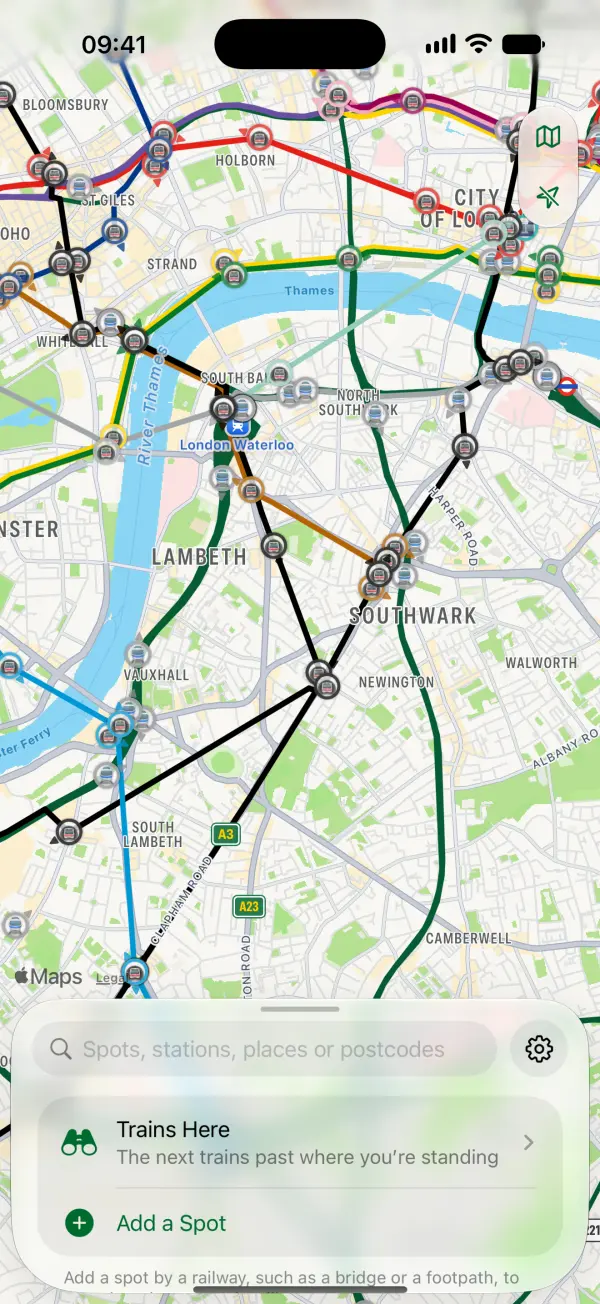 09:41
BLOOMSBURY
HOLBORN
ST GILES
CITY
OF LO
OHO
STRAND
Thames
WHITEHALL
River Thames
SOUTH BA
NORTH
SOUTHWARK
London Waterloo
HARPER ROAD
NSTER
LAMBETH
SOUTHWARK
WALWORTH
VAUXHALL
NEWINGTON
ter Ferry
ALBANY RO
SOUTH
LAMBETH
A3
CLAPHAM ROAD
A23
CAMBERWELL
TON ROAD
Maps
Legal
Spots, stations, places or postcodes
Trains Here
The next trains past where you’re standing
Add a Spot
Add a spot by a railway, such as a bridge or a footpath, to